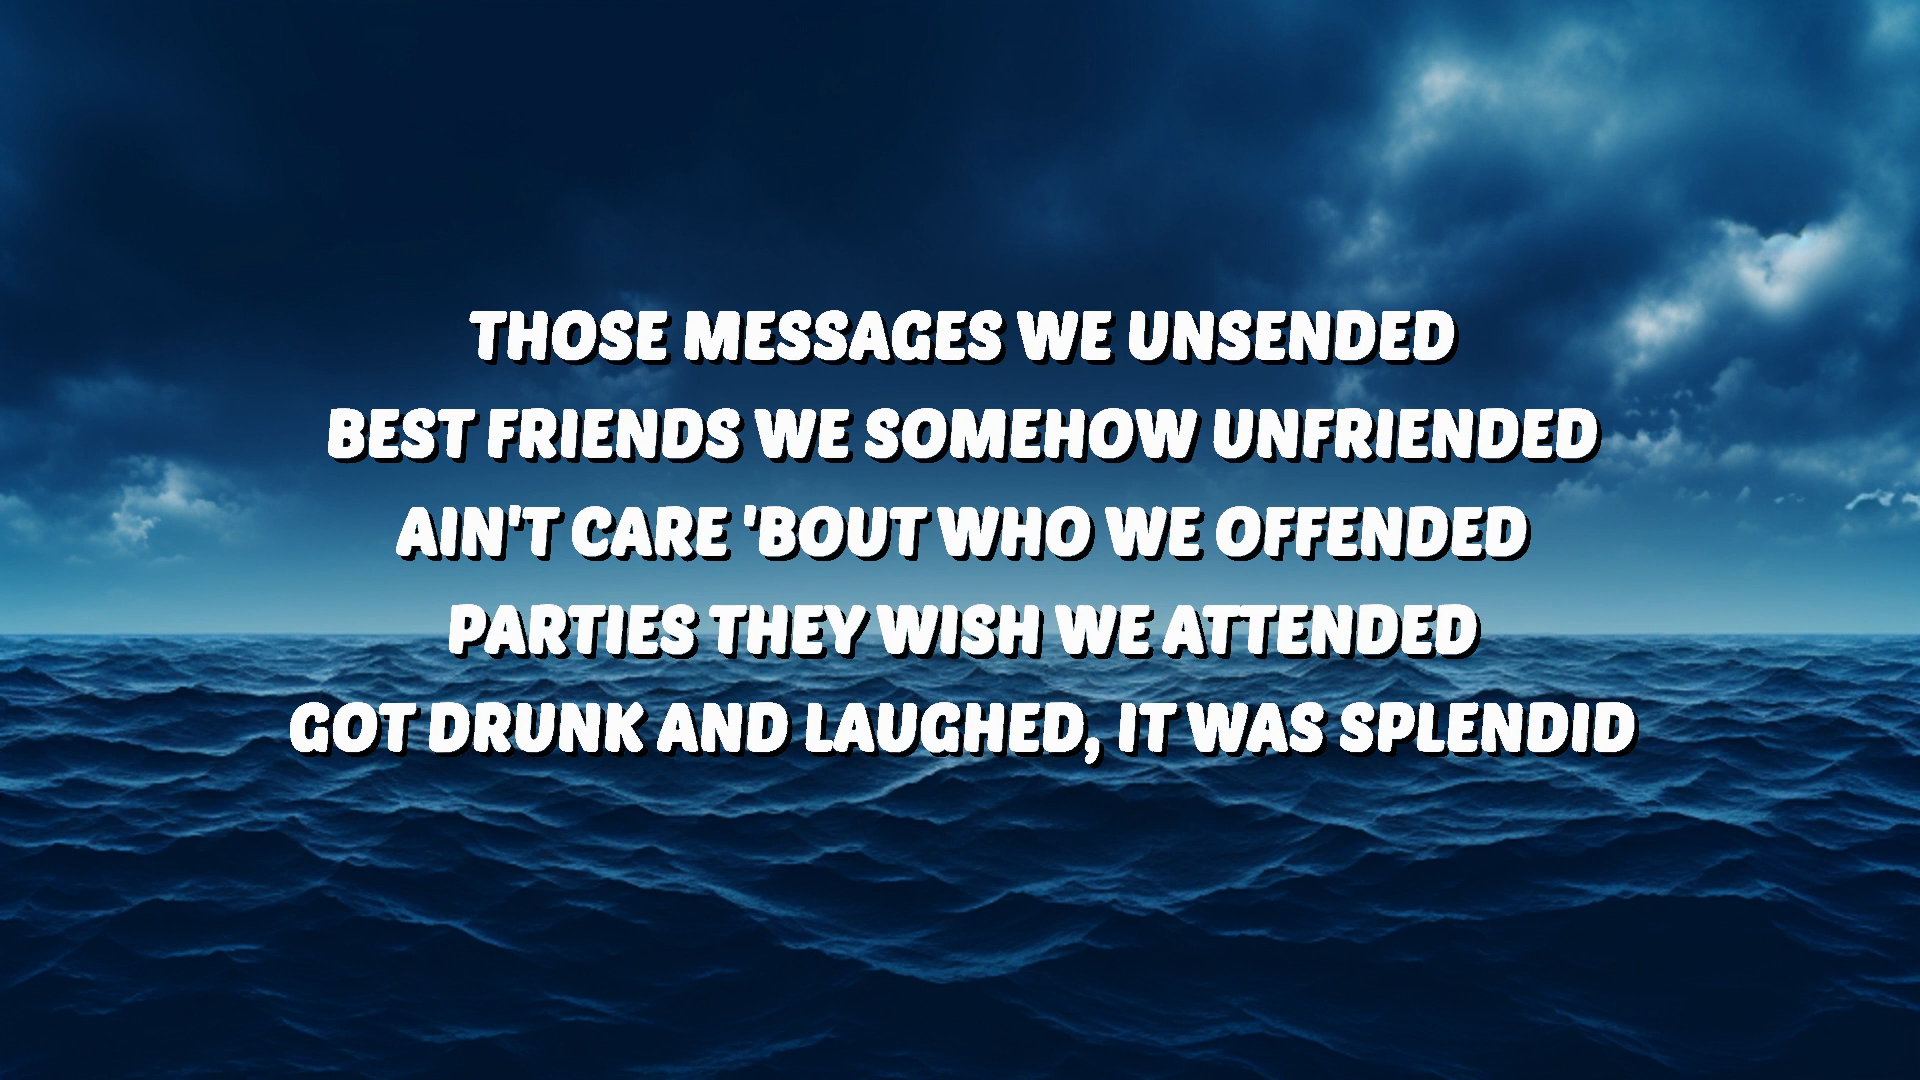 THOSE MESSAGES WE UNSENDED
BEST FRIENDS WE SOMEHOW UNFRIENDED
AIN'T CARE 'BOUT WHO WE OFFENDED
PARTIES THEY WISH WE ATTENDED
GOT DRUNK AND LAUGHED, IT WAS SPLENDID